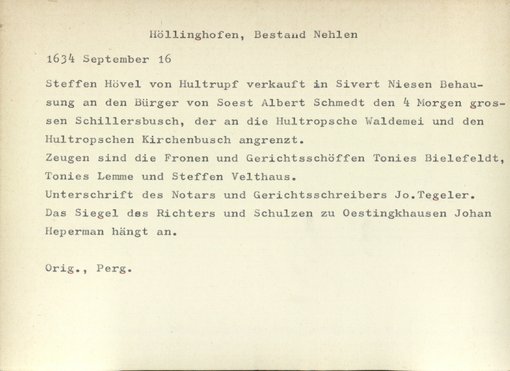 Höllinghofen, Bestand Nehlen
1634 September 16
Steffen Hövel von Hultrupf verkauft in Sivert Niesen Behau-
sung an den Bürger von Soest Albert Schmedt den 4 Morgen gros-
sen Schillersbusch, der an die Hultropsche Waldemei und den
Hultropschen Kirchenbusch angrenzt.
Zeugen sind die Fronen und Gerichtsschöffen Tonies Bielefeldt,
Tonies Lemme und Steffen Velthaus.
Unterschrift des Notars und Gerichtsschreibers Jo.Tegeler.
Das Siegel des Richters und Schulzen zu Oestingkhausen Johan
Heperman hängt an.
Orig., Perg.